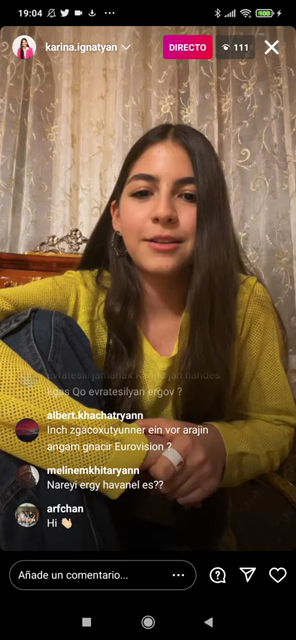 19:04
100
karina.ignatyan
DIRECTO
111
kgas Qo evratesilyan ergov ?
albert.khachatryann
Inch zgacoxutyunner ein vor arajin
angam gnacir Eurovision ?
melinemkhitaryann
Nareyi ergy havanel es??
arfchan
Hi 👋🏻
Añade un comentario...